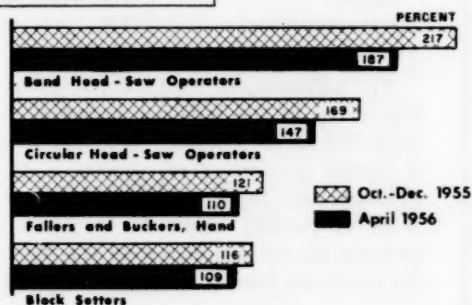 PERCENT
217
187
Band Head-Saw Operators
169
147
Circular Head-Saw Operators
121
110
Oct.-Dec. 1955
April 1956
Fallers and Buckers, Hand
116
109
Block Setters